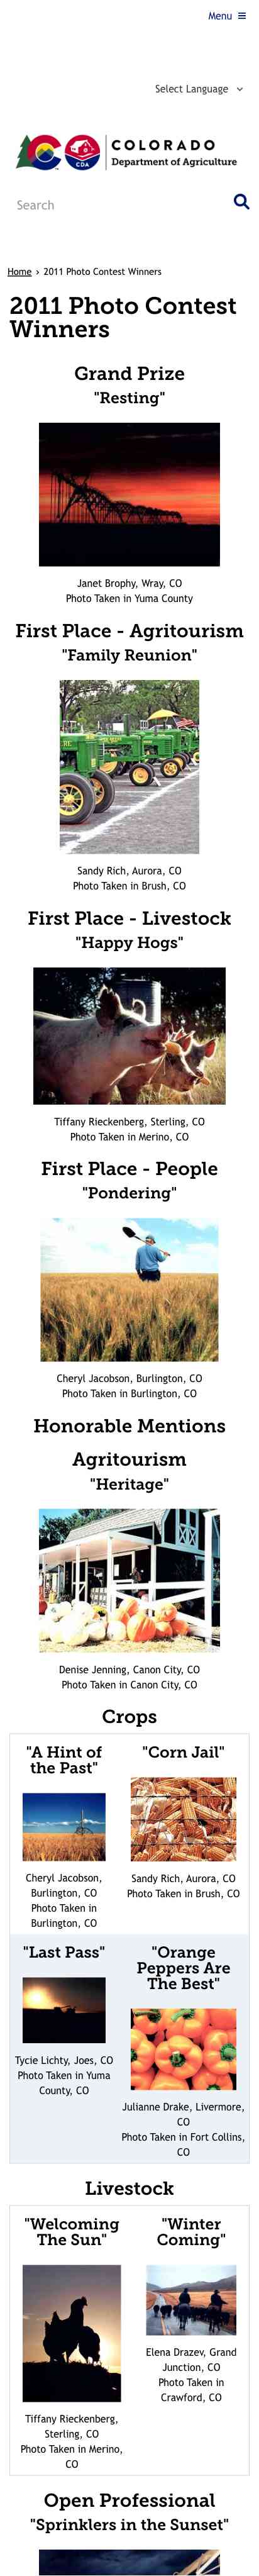 Menu
Select Language
COLORADO
CDA
Department of Agriculture
Search
Home › 2011 Photo Contest Winners
2011 Photo Contest
Winners
Grand Prize
"Resting"
Janet Brophy, Wray, CO
Photo Taken in Yuma County
First Place - Agritourism
"Family Reunion"
Sandy Rich, Aurora, CO
Photo Taken in Brush, CO
First Place - Livestock
"Happy Hogs"
Tiffany Rieckenberg, Sterling, CO
Photo Taken in Merino, CO
First Place - People
"Pondering"
Cheryl Jacobson, Burlington, CO
Photo Taken in Burlington, CO
Honorable Mentions
Agritourism
"Heritage"
Denise Jenning, Canon City, CO
Photo Taken in Canon City, CO
Crops
"A Hint of
the Past"
Cheryl Jacobson,
Burlington, CO
Photo Taken in
Burlington, CO
"Corn Jail"
Sandy Rich, Aurora, CO
Photo Taken in Brush, CO
"Last Pass"
Tycie Lichty, Joes, CO
Photo Taken in Yuma
County, CO
"Orange
Peppers Are
The Best"
Julianne Drake, Livermore,
CO
Photo Taken in Fort Collins,
CO
Livestock
"Welcoming
The Sun"
Tiffany Rieckenberg,
Sterling, CO
Photo Taken in Merino,
CO
"Winter
Coming"
Elena Drazev, Grand
Junction, CO
Photo Taken in
Crawford, CO
Open Professional
"Sprinklers in the Sunset"